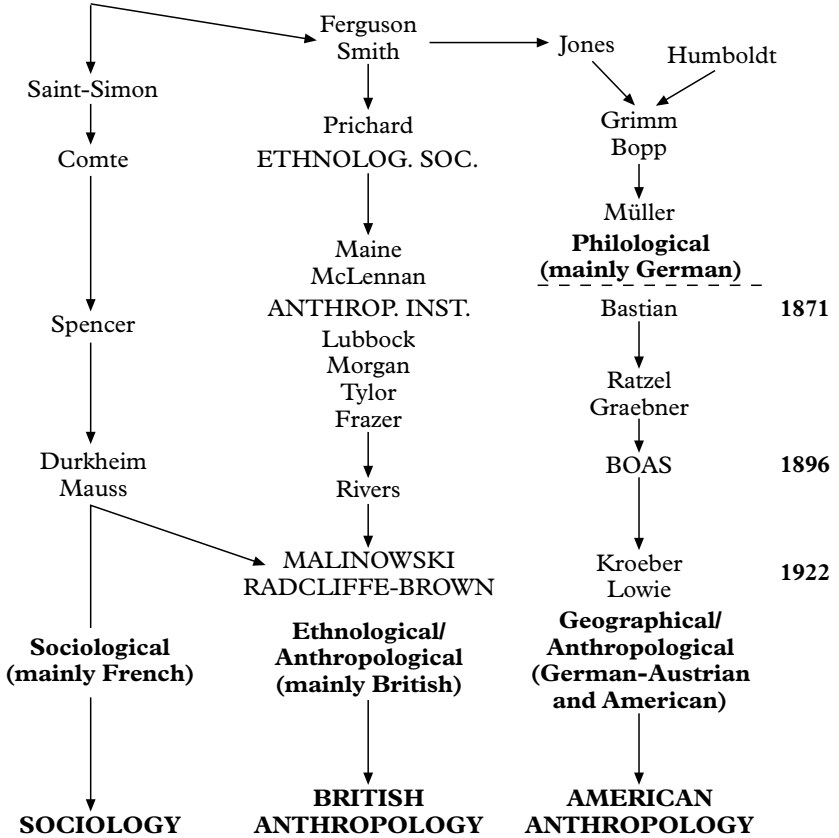 Ferguson
Smith
Jones
Humboldt
Saint-Simon
Prichard
Grimm
Bopp
Comte
ETHNOLOG. SOC.
Müller
Philological
(mainly German)
Maine
McLennan
ANTHROP. INST.
Bastian
1871
Spencer
Lubbock
Morgan
Tylor
Frazer
Ratzel
Graebner
Durkheim
Mauss
Rivers
BOAS
1896
MALINOWSKI
RADCLIFFE-BROWN
Kroeber
Lowie
1922
Sociological
(mainly French)
Ethnological/
Anthropological
(mainly British)
Geographical/
Anthropological
(German-Austrian
and American)
SOCIOLOGY
BRITISH
ANTHROPOLOGY
AMERICAN
ANTHROPOLOGY